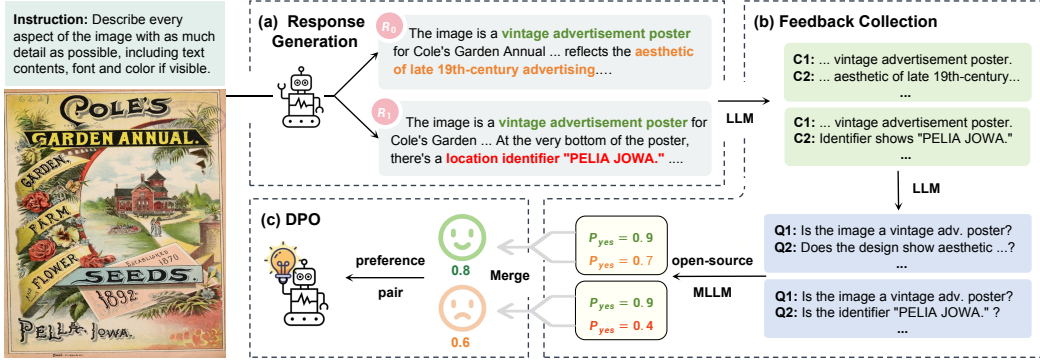 Instruction: Describe every
aspect of the image with as much
detail as possible, including text
contents, font and color if visible.
COLE'S
GARDEN ANNUAL.
GARDEN,
FARM
AND
FLOWER
SEEDS.
ESTABLISHED
1870
1892.
PELLA. IOWA.
(a) Response
Generation
R0
The image is a vintage advertisement poster
for Cole's Garden Annual ... reflects the aesthetic
of late 19th-century advertising....
R1
The image is a vintage advertisement poster for
Cole's Garden ... At the very bottom of the poster,
there's a location identifier "PELIA JOWA." ....
LLM
(b) Feedback Collection
C1: ... vintage advertisement poster.
C2: ... aesthetic of late 19th-century...
...
C1: ... vintage advertisement poster.
C2: Identifier shows "PELIA JOWA."
...
LLM
Q1: Is the image a vintage adv. poster?
Q2: Does the design show aesthetic ...?
...
Q1: Is the image a vintage adv. poster?
Q2: Is the identifier "PELIA JOWA." ?
...
open-source
MLLM
Pyes = 0.9
Pyes = 0.7
Pyes = 0.9
Pyes = 0.4
Merge
(c) DPO
0.8
0.6
preference
pair